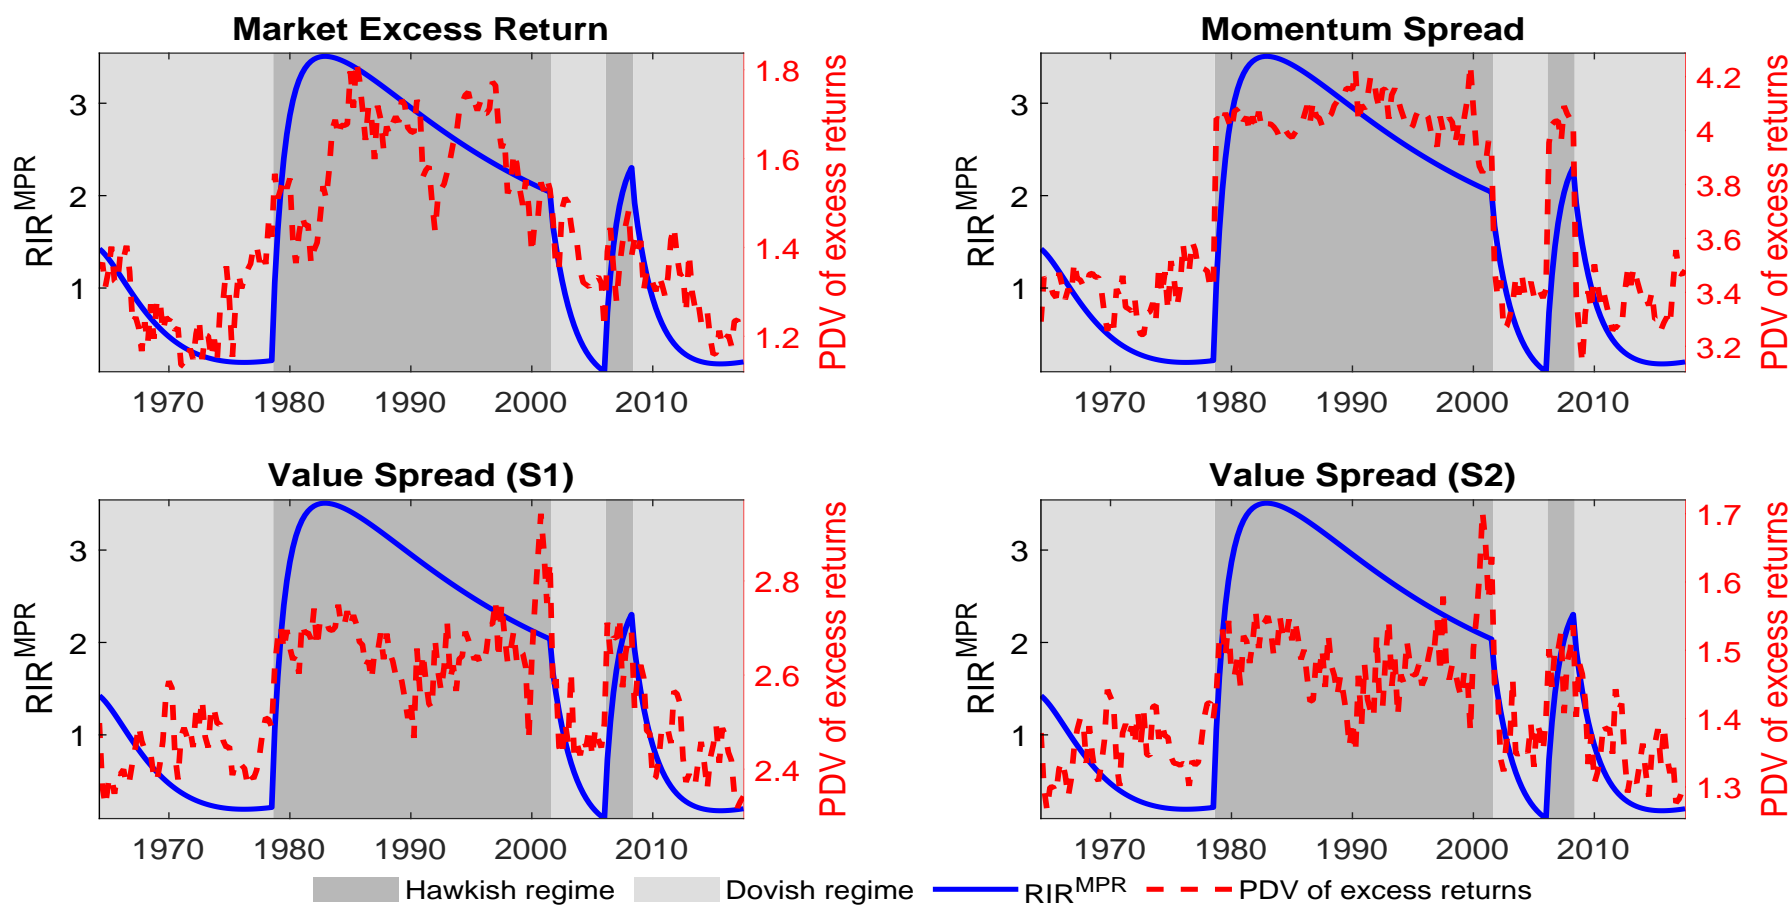 Market Excess Return
RIR^MPR
3
2
1
1.8
1.6
1.4
1.2
PDV of excess returns
1970 1980 1990 2000 2010
Momentum Spread
RIR^MPR
3
2
1
4.2
4
3.8
3.6
3.4
3.2
PDV of excess returns
1970 1980 1990 2000 2010
Value Spread (S1)
RIR^MPR
3
2
1
2.8
2.6
2.4
PDV of excess returns
1970 1980 1990 2000 2010
Value Spread (S2)
RIR^MPR
3
2
1
1.7
1.6
1.5
1.4
1.3
PDV of excess returns
1970 1980 1990 2000 2010
Hawkish regime Dovish regime RIR^MPR PDV of excess returns